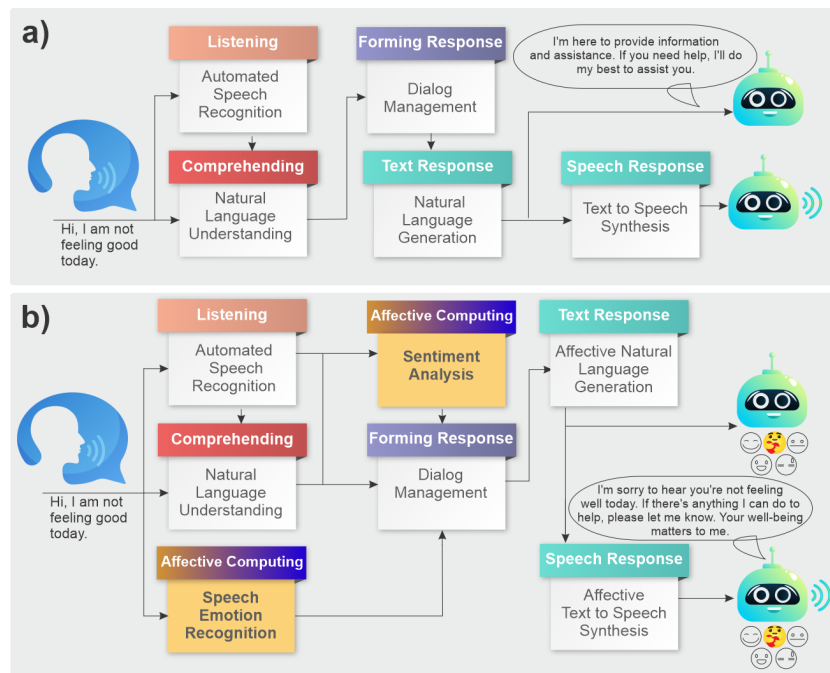 a)
Listening
Automated
Speech
Recognition
Forming Response
Dialog
Management
I'm here to provide information
and assistance. If you need help, I'll do
my best to assist you.
Comprehending
Natural
Language
Understanding
Text Response
Natural
Language
Generation
Speech Response
Text to Speech
Synthesis
Hi, I am not
feeling good
today.
b)
Listening
Automated
Speech
Recognition
Affective Computing
Sentiment
Analysis
Text Response
Affective Natural
Language
Generation
Comprehending
Natural
Language
Understanding
Forming Response
Dialog
Management
Hi, I am not
feeling good
today.
I'm sorry to hear you're not feeling
well today. If there's anything I can do to
help, please let me know. Your well-being
matters to me.
Affective Computing
Speech
Emotion
Recognition
Speech Response
Affective
Text to Speech
Synthesis